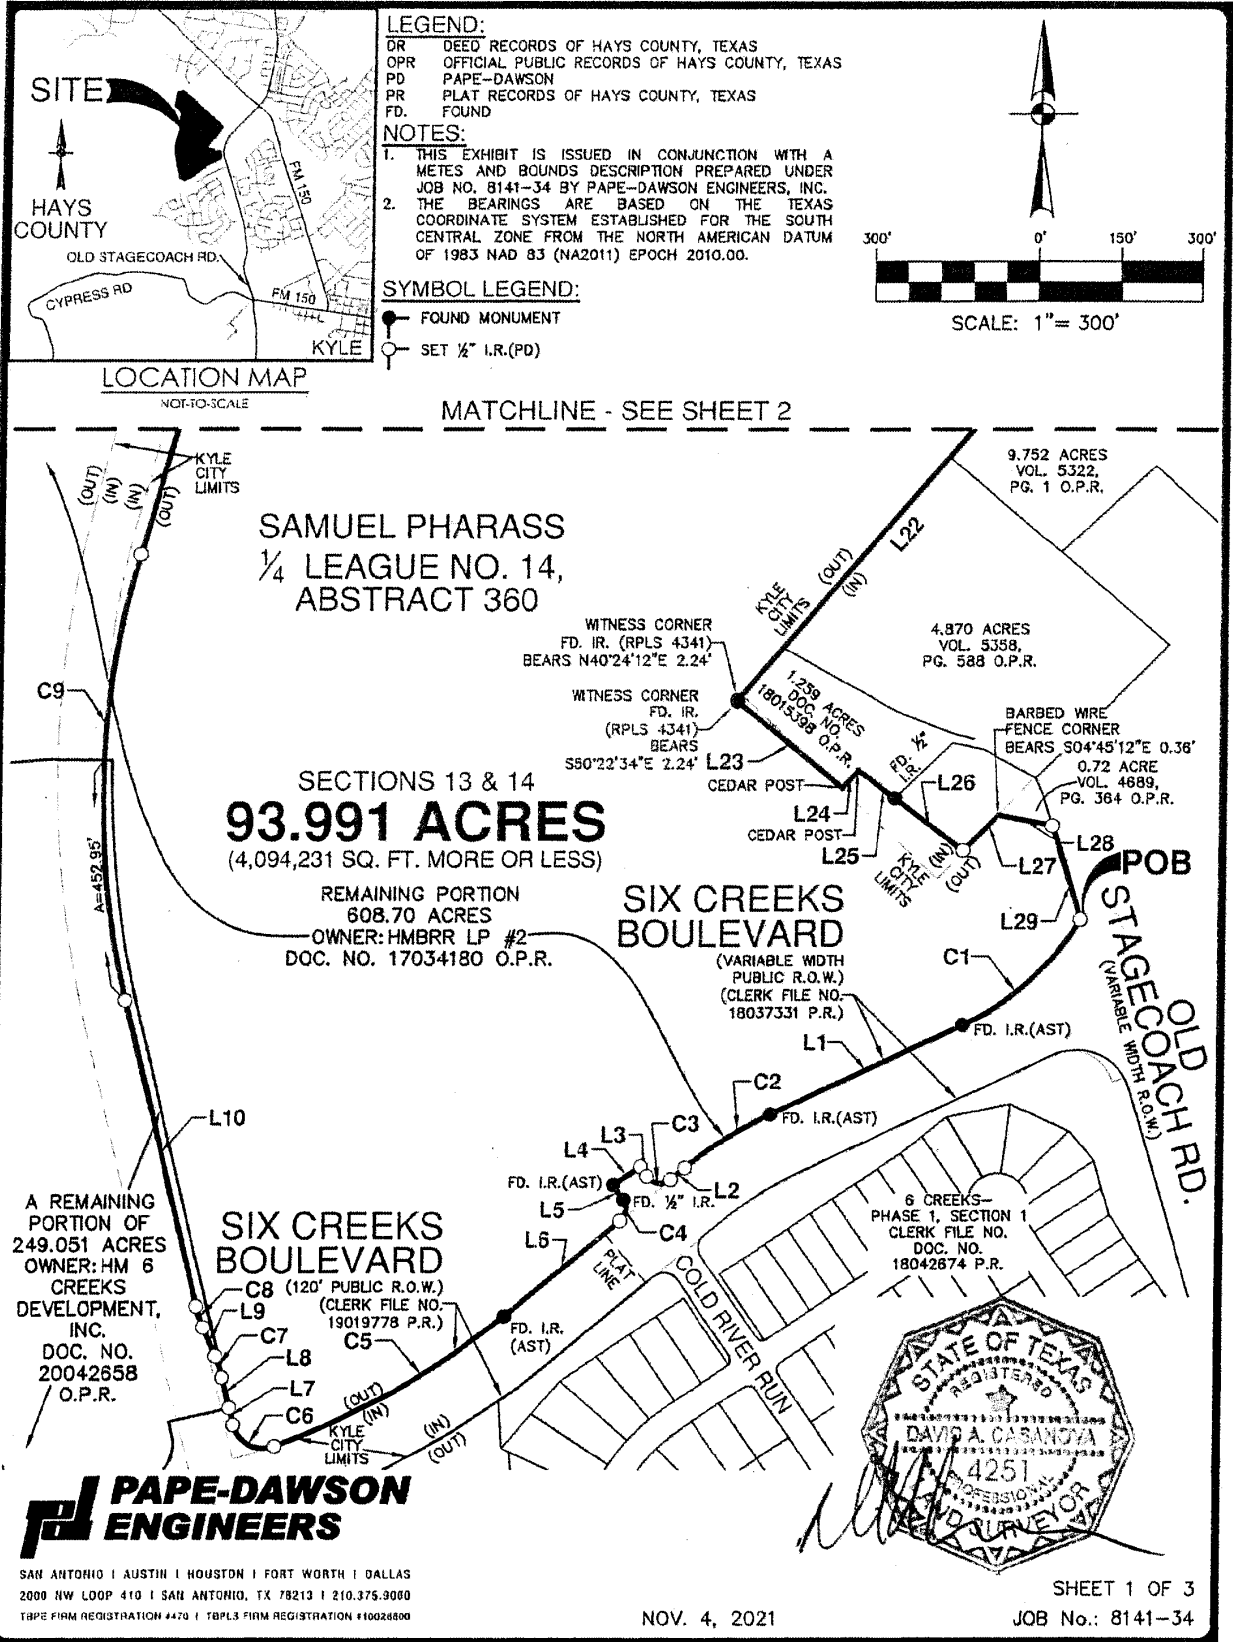 SITE
HAYS
COUNTY
OLD STAGECOACH RD.
CYPRESS RD
FM 150
FM 150
KYLE
LOCATION MAP
NOT-TO-SCALE
LEGEND:
DR DEED RECORDS OF HAYS COUNTY, TEXAS
OPR OFFICIAL PUBLIC RECORDS OF HAYS COUNTY, TEXAS
PD PAPE-DAWSON
PR PLAT RECORDS OF HAYS COUNTY, TEXAS
FD. FOUND
NOTES:
1. THIS EXHIBIT IS ISSUED IN CONJUNCTION WITH A
METES AND BOUNDS DESCRIPTION PREPARED UNDER
JOB NO. 8141-34 BY PAPE-DAWSON ENGINEERS, INC.
2. THE BEARINGS ARE BASED ON THE TEXAS
COORDINATE SYSTEM ESTABLISHED FOR THE SOUTH
CENTRAL ZONE FROM THE NORTH AMERICAN DATUM
OF 1983 NAD 83 (NA2011) EPOCH 2010.00.
SYMBOL LEGEND:
FOUND MONUMENT
SET ½" I.R.(PD)
300' 0' 150' 300'
SCALE: 1"= 300'
MATCHLINE - SEE SHEET 2
KYLE
CITY
LIMITS
(OUT)
(IN)
(IN)
(OUT)
SAMUEL PHARASS
¼ LEAGUE NO. 14,
ABSTRACT 360
9.752 ACRES
VOL. 5322,
PG. 1 O.P.R.
L22
(OUT)
(IN)
KYLE
CITY
LIMITS
4.870 ACRES
VOL. 5358,
PG. 588 O.P.R.
WITNESS CORNER
FD. IR. (RPLS 4341)
BEARS N40°24'12"E 2.24'
WITNESS CORNER
FD. IR.
(RPLS 4341)
BEARS
S50°22'34"E 2.24'
1.259 ACRES
DOC. NO.
18015398 O.P.R.
FD. ½"
I.R.
BARBED WIRE
FENCE CORNER
BEARS S04°45'12"E 0.36'
0.72 ACRE
VOL. 4689,
PG. 364 O.P.R.
C9
L23
CEDAR POST
L24
CEDAR POST
L25
L26
L27
L28
L29
POB
KYLE
CITY
LIMITS
(IN)
(OUT)
SECTIONS 13 & 14
93.991 ACRES
(4,094,231 SQ. FT. MORE OR LESS)
REMAINING PORTION
608.70 ACRES
OWNER: HMBRR LP #2
DOC. NO. 17034180 O.P.R.
A=452.95'
SIX CREEKS
BOULEVARD
(VARIABLE WIDTH
PUBLIC R.O.W.)
(CLERK FILE NO.
18037331 P.R.)
OLD
STAGECOACH RD.
(VARIABLE WIDTH R.O.W.)
C1
FD. I.R.(AST)
L1
C2
FD. I.R.(AST)
C3
L3
L4
FD. I.R.(AST)
L2
L5
FD. ½" I.R.
C4
L6
PLAT
LINE
L10
A REMAINING
PORTION OF
249.051 ACRES
OWNER: HM 6
CREEKS
DEVELOPMENT,
INC.
DOC. NO.
20042658
O.P.R.
SIX CREEKS
BOULEVARD
(120' PUBLIC R.O.W.)
(CLERK FILE NO.
19019778 P.R.)
C8
L9
C7
L8
L7
C6
C5
FD. I.R.
(AST)
(OUT)
(IN)
KYLE
CITY
LIMITS
(IN)
(OUT)
COLD RIVER RUN
6 CREEKS
PHASE 1, SECTION 1
CLERK FILE NO.
DOC. NO.
18042674 P.R.
STATE OF TEXAS
REGISTERED
DAVID A. CASANOVA
4251
PROFESSIONAL
LAND SURVEYOR
PAPE-DAWSON
ENGINEERS
SAN ANTONIO I AUSTIN I HOUSTON I FORT WORTH I DALLAS
2000 NW LOOP 410 I SAN ANTONIO, TX 78213 I 210.375.9000
TBPE FIRM REGISTRATION #470 I TBPLS FIRM REGISTRATION #10028800
NOV. 4, 2021
SHEET 1 OF 3
JOB No.: 8141-34